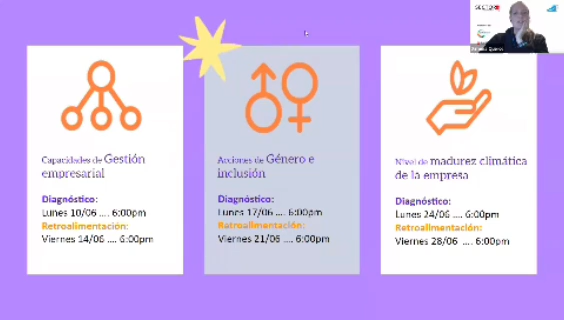 Capacidades de Gestión
empresarial
Diagnóstico:
Lunes 10/06 .... 6:00pm
Retroalimentación:
Viernes 14/06 .... 6:00pm
Acciones de Género e
inclusión
Diagnóstico:
Lunes 17/06 .... 6:00pm
Retroalimentación:
Viernes 21/06 .... 6:00pm
Nivel de madurez climática
de la empresa
Diagnóstico:
Lunes 24/06 .... 6:00pm
Retroalimentación:
Viernes 28/06 .... 6:00pm